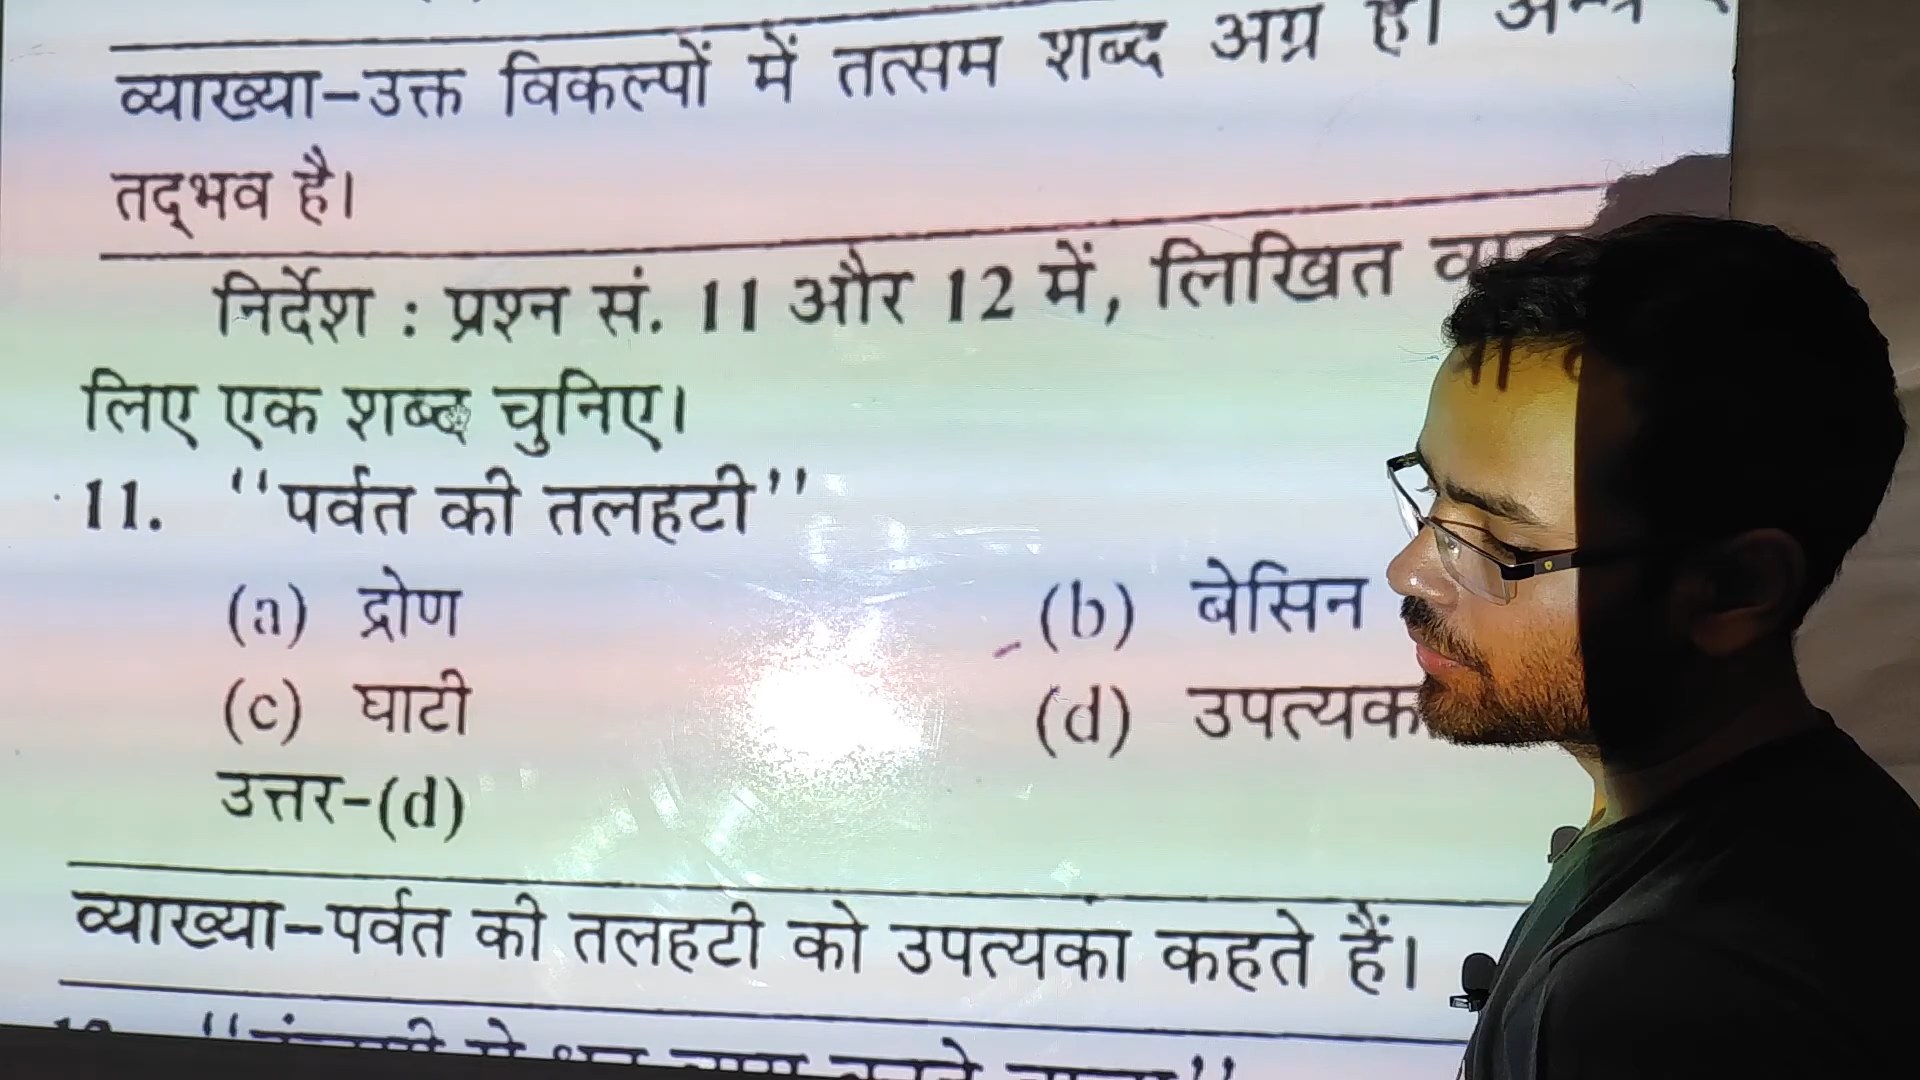 व्याख्या–उक्त विकल्पों में तत्सम शब्द अग्र है।
तद्भव है।
निर्देश : प्रश्न सं. 11 और 12 में, लिखित
लिए एक शब्द चुनिए।
11. "पर्वत की तलहटी"
(a) द्रोण (b) बेसिन
(c) घाटी (d) उपत्यक
उत्तर–(d)
व्याख्या–पर्वत की तलहटी को उपत्यका कहते हैं।